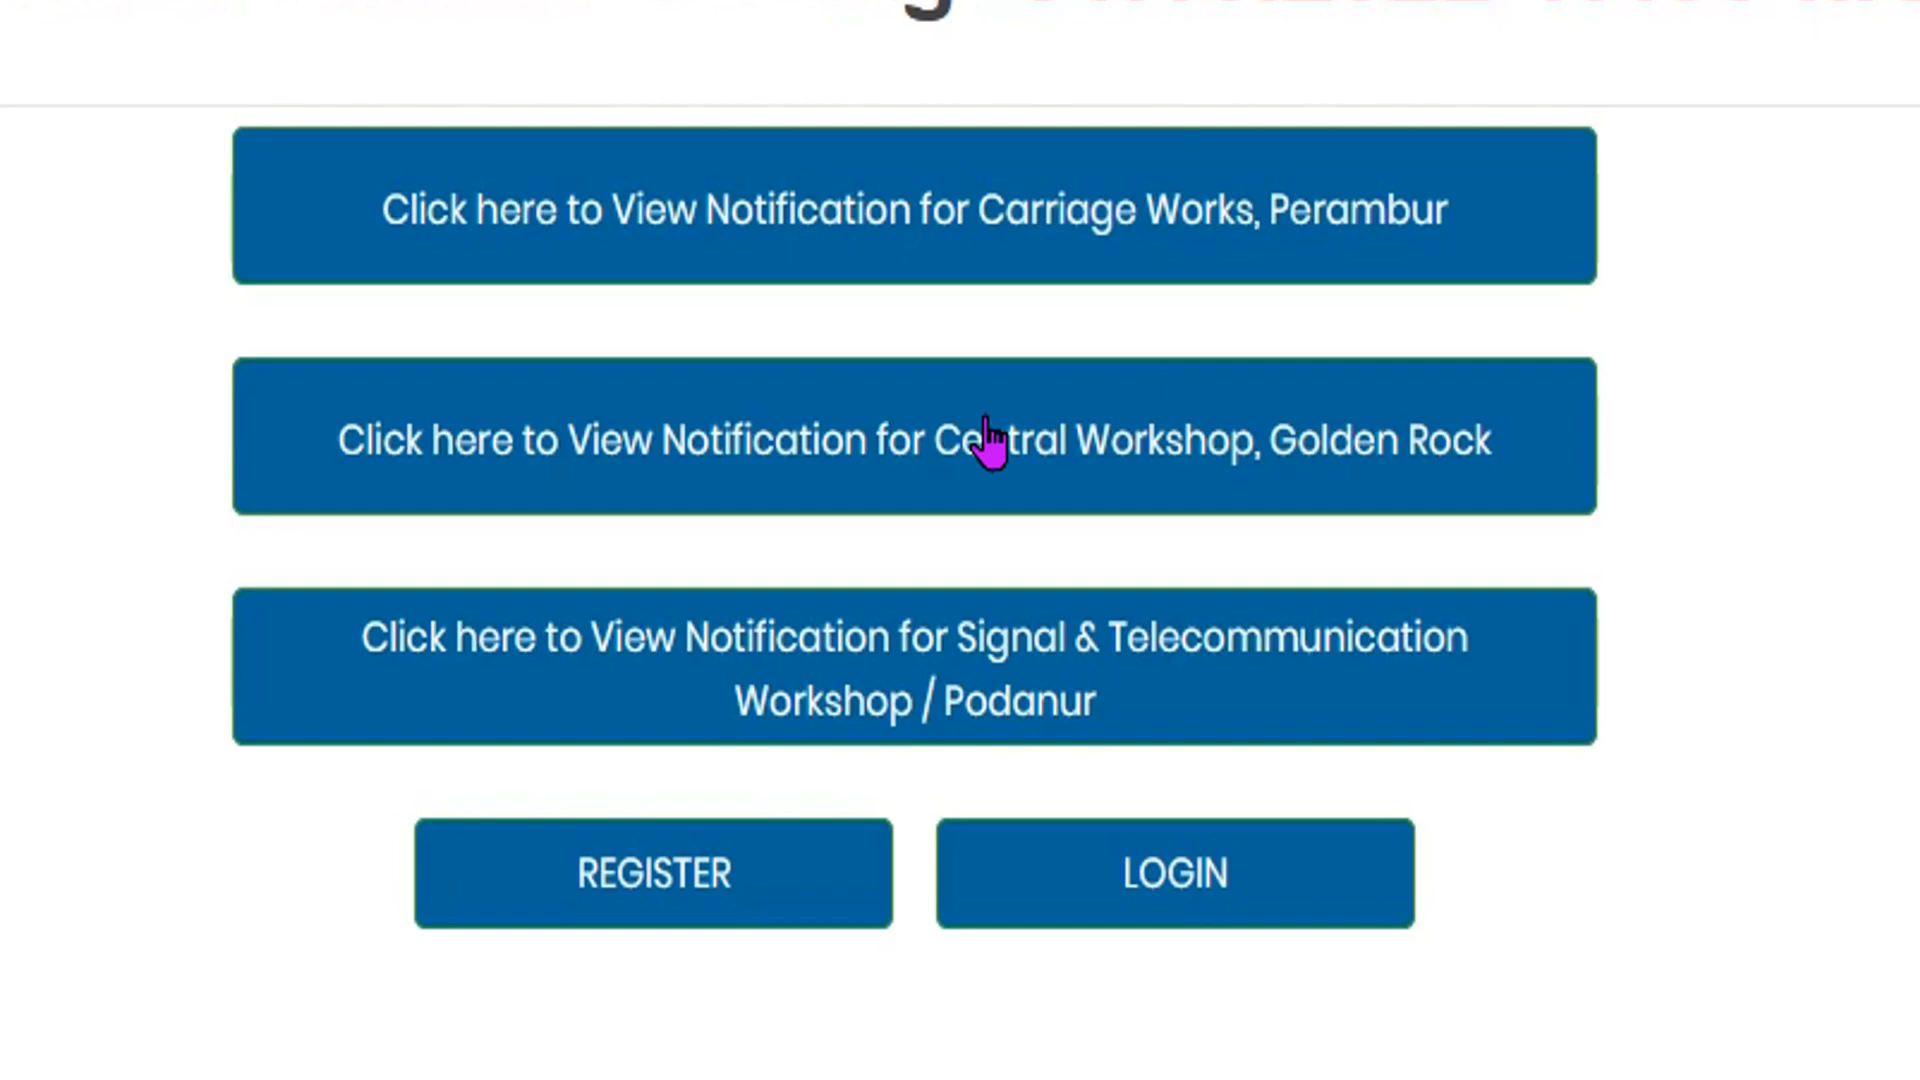 Click here to View Notification for Carriage Works, Perambur
Click here to View Notification for Central Workshop, Golden Rock
Click here to View Notification for Signal & Telecommunication
Workshop / Podanur
REGISTER
LOGIN